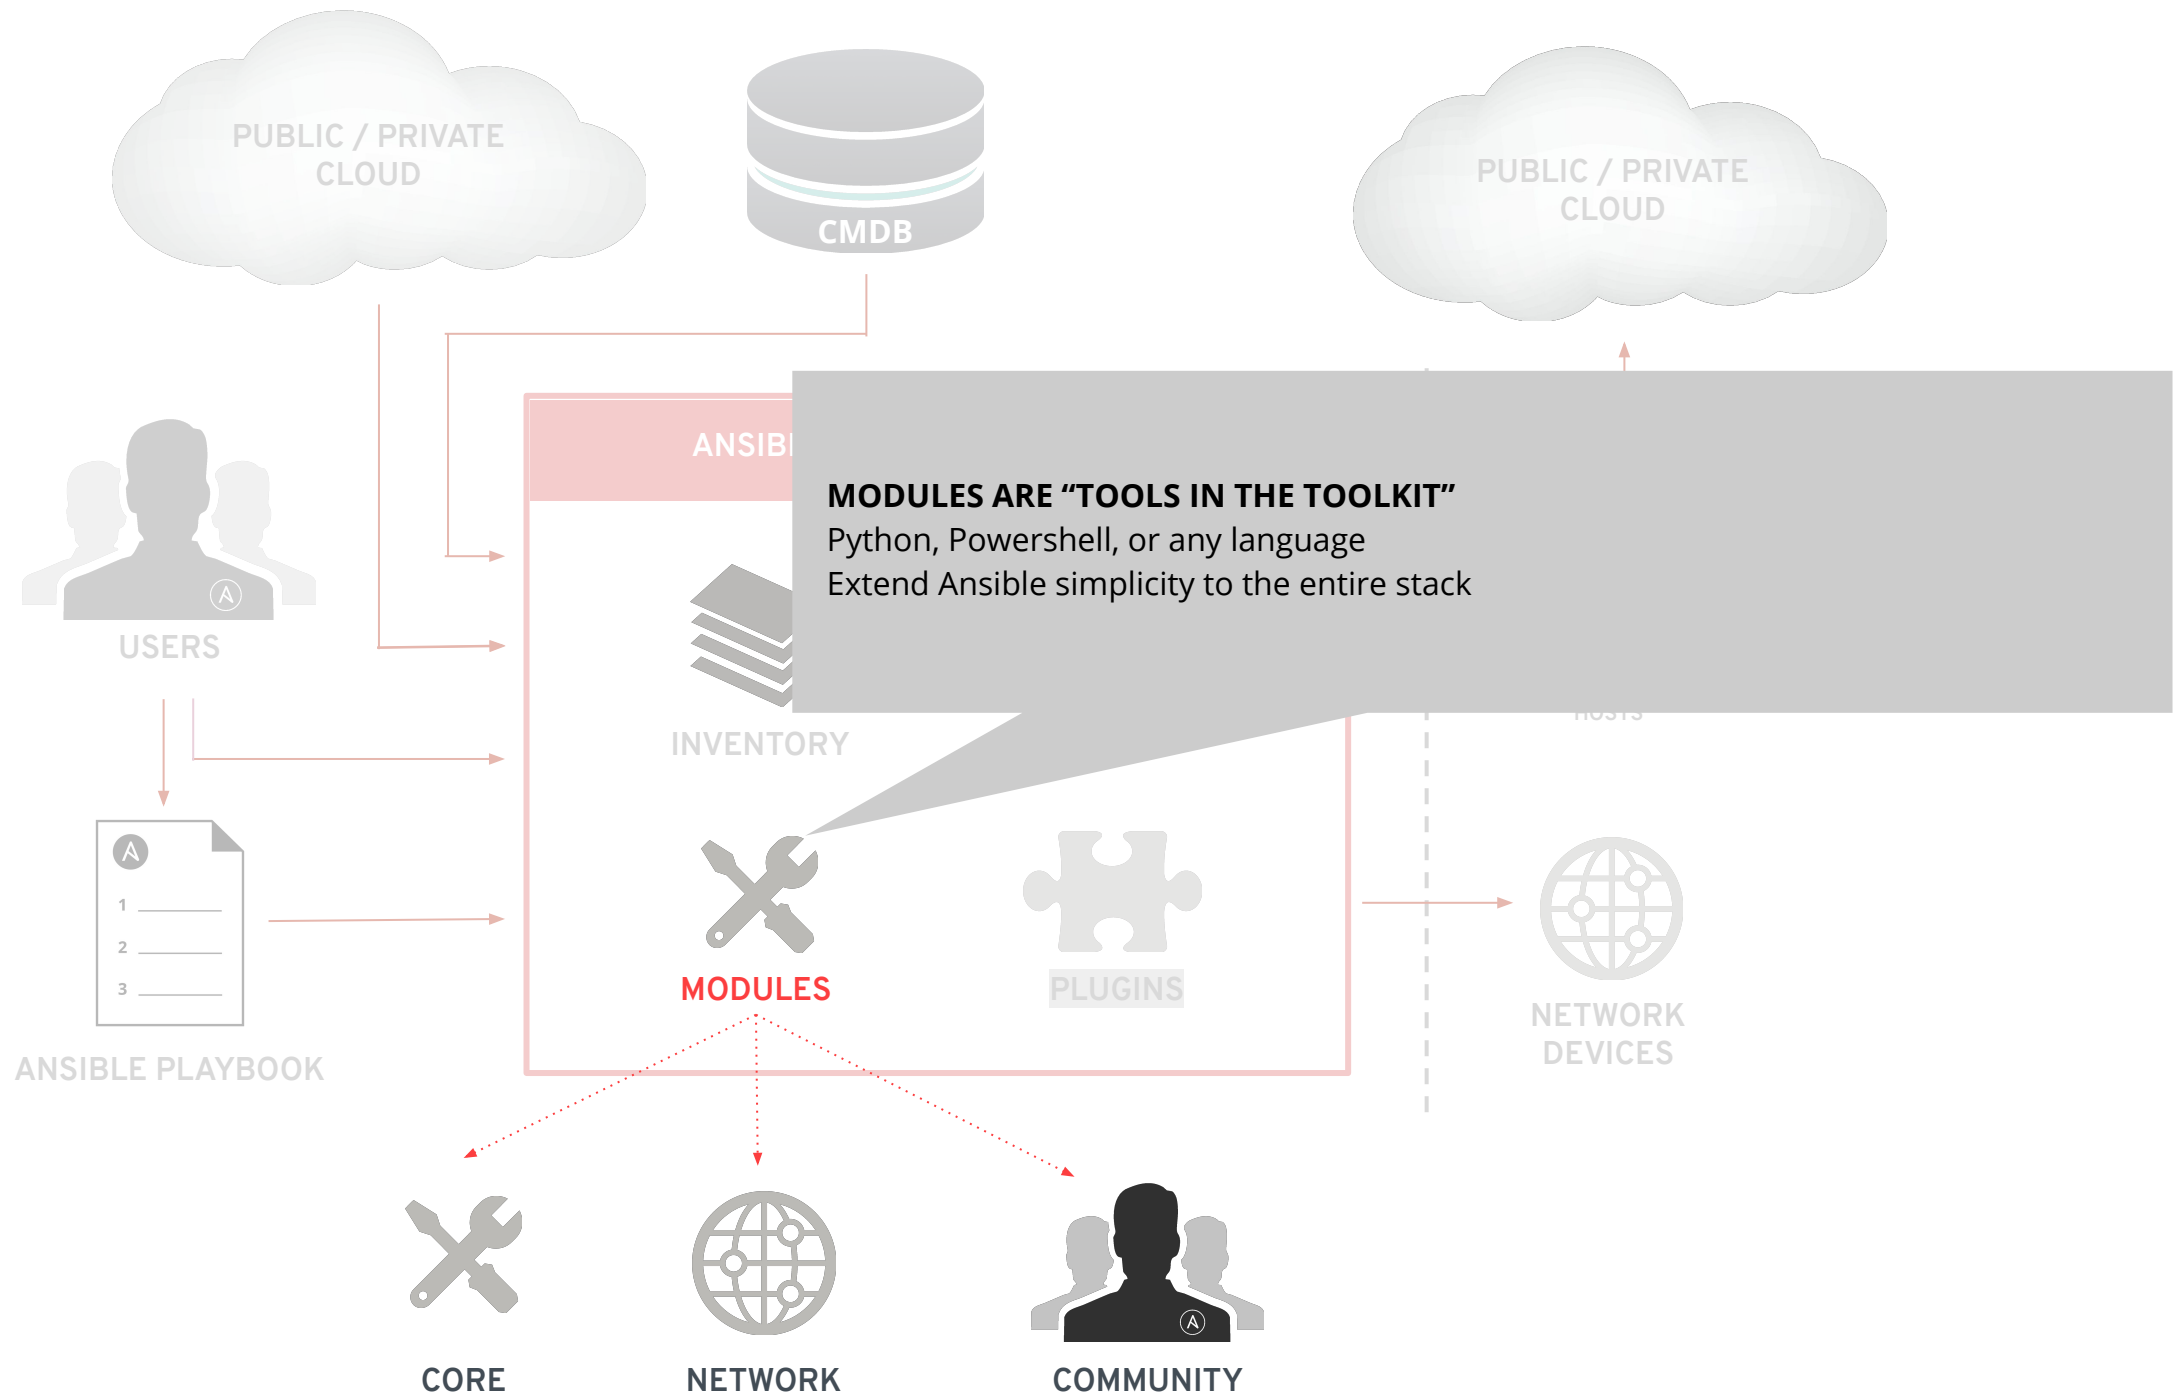 PUBLIC / PRIVATE
CLOUD
CMDB
PUBLIC / PRIVATE
CLOUD
MODULES ARE “TOOLS IN THE TOOLKIT”
Python, Powershell, or any language
Extend Ansible simplicity to the entire stack
USERS
INVENTORY
HOSTS
1
2
3
MODULES
PLUGINS
NETWORK
DEVICES
ANSIBLE PLAYBOOK
CORE
NETWORK
COMMUNITY